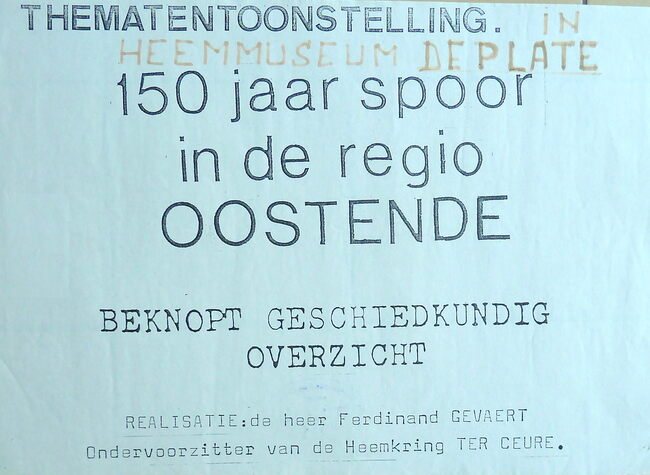 THEMATENTOONSTELLING. IN
HEEMMUSEUM DEPLATE
150 jaar spoor
in de regio
OOSTENDE
BEKNOPT GESCHIEDKUNDIG
OVERZICHT
REALISATIE:de heer Ferdinand GEVAERT
Ondervoorzitter van de Heemkring TER CEURE.